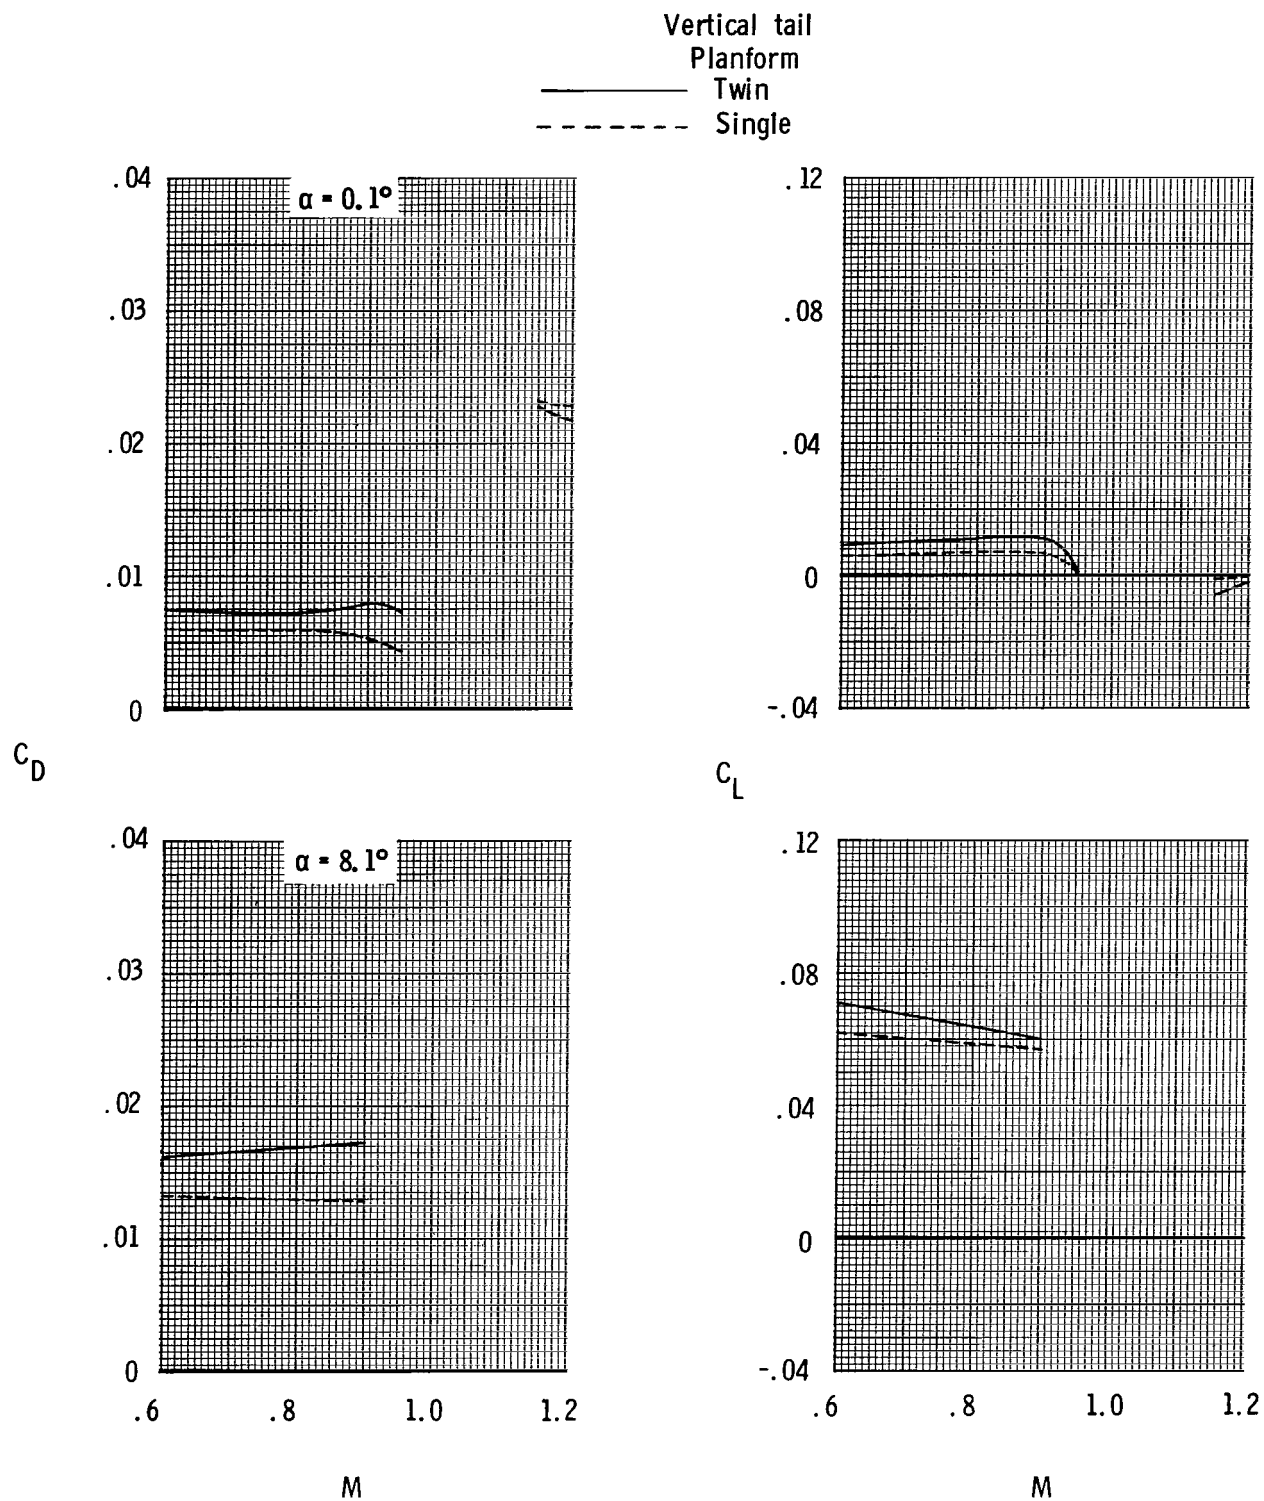 Vertical tail
Planform
Twin
Single
.04
α = 0.1°
.03
.02
.01
0
.12
.08
.04
0
-.04
C_D
C_L
.04
α = 8.1°
.03
.02
.01
0
.6 .8 1.0 1.2
M
.12
.08
.04
0
-.04
.6 .8 1.0 1.2
M